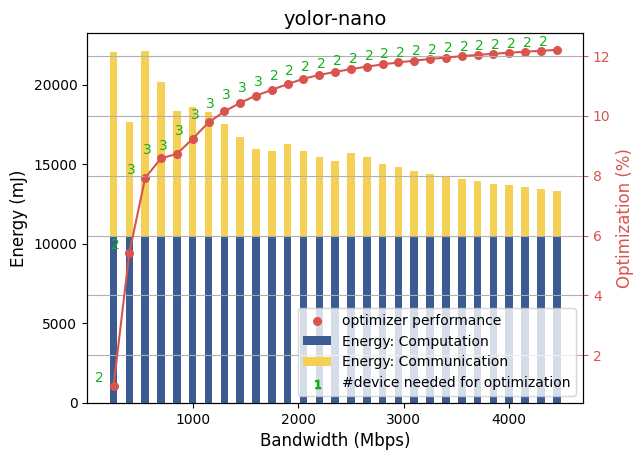 yolor-nano
2 2 3 3 3 3 3 3 3 3 3 2 2 2 2 2 2 2 2 2 2 2 2 2 2 2 2 2 2
Energy (mJ)
20000
15000
10000
5000
0
12
10
8
6
4
2
Optimization (%)
optimizer performance
Energy: Computation
Energy: Communication
1 #device needed for optimization
1000 2000 3000 4000
Bandwidth (Mbps)